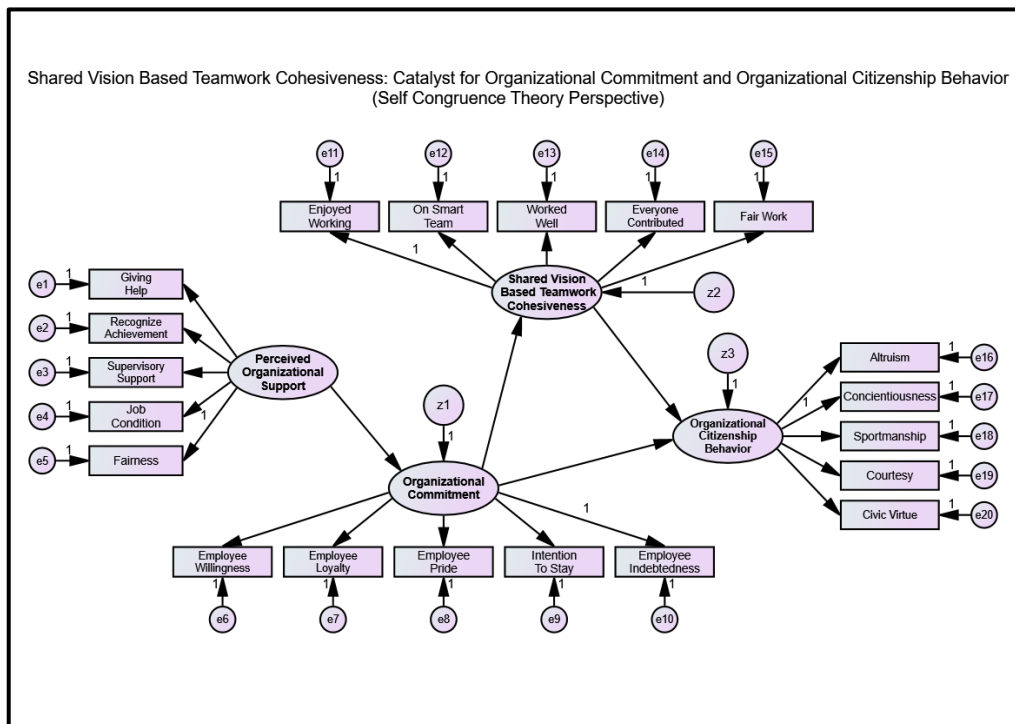 Shared Vision Based Teamwork Cohesiveness: Catalyst for Organizational Commitment and Organizational Citizenship Behavior
(Self Congruence Theory Perspective)
e11
e12
e13
e14
e15
1
1
1
1
1
Enjoyed
Working
On Smart
Team
Worked
Well
Everyone
Contributed
Fair Work
1
Shared Vision
Based Teamwork
Cohesiveness
1
z2
e1
1
Giving
Help
e2
1
Recognize
Achievement
e3
1
Supervisory
Support
e4
1
Job
Condition
e5
1
Fairness
1
Perceived
Organizational
Support
z1
1
Organizational
Commitment
z3
1
Organizational
Citizenship
Behavior
1
Altruism
1
e16
Concientiousness
1
e17
Sportmanship
1
e18
Courtesy
1
e19
Civic Virtue
1
e20
1
Employee
Willingness
Employee
Loyalty
Employee
Pride
Intention
To Stay
Employee
Indebtedness
1
1
1
1
1
e6
e7
e8
e9
e10